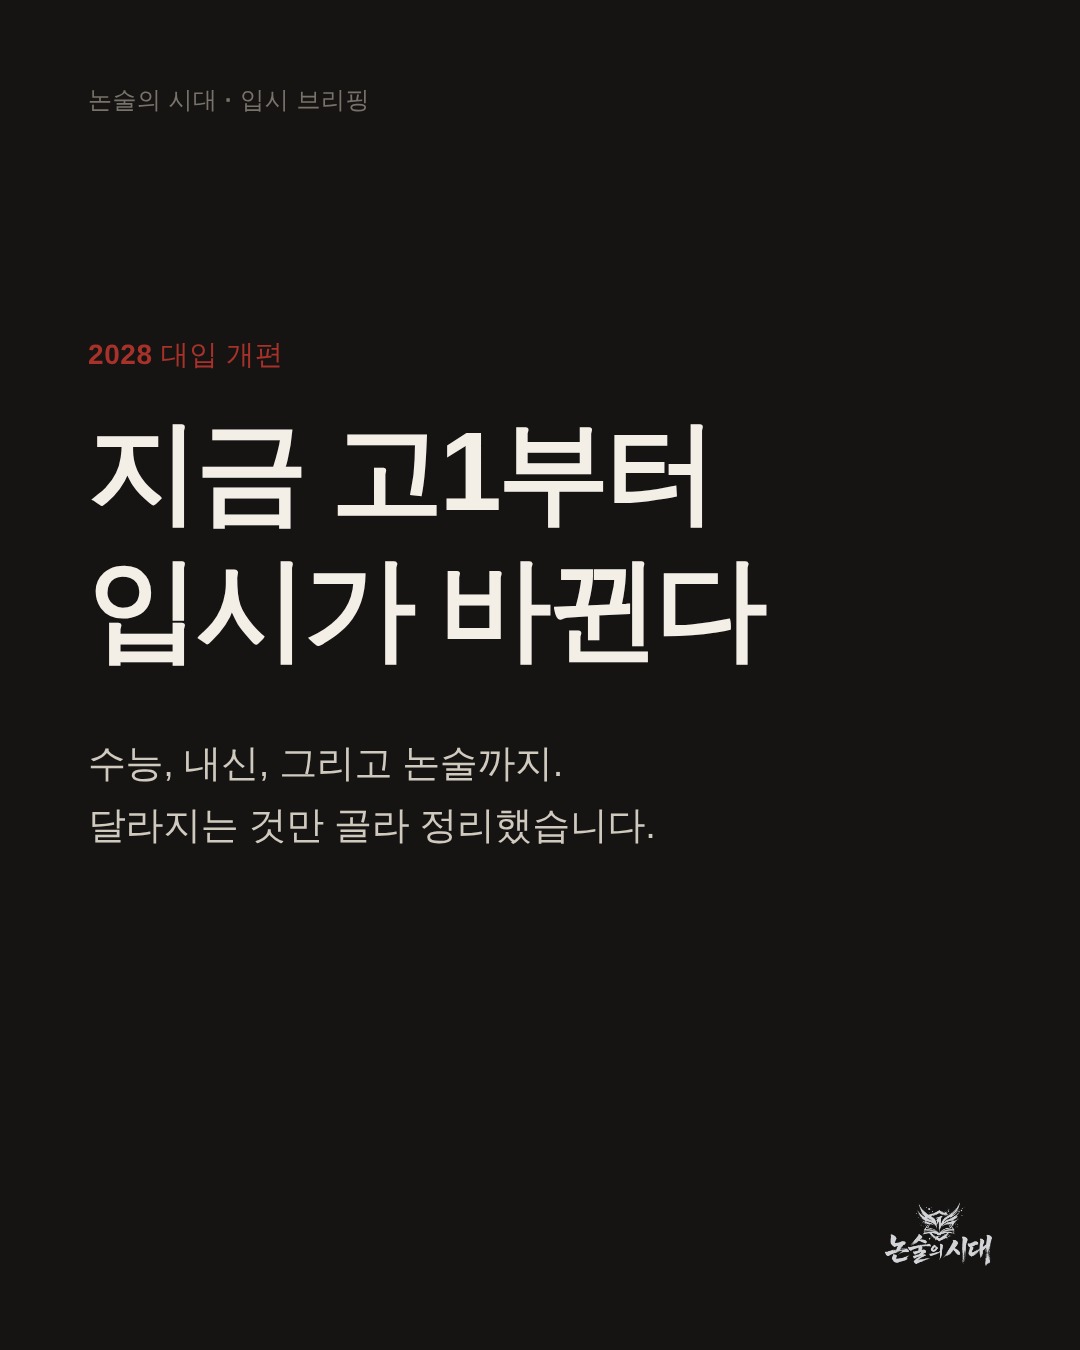 논술의 시대 · 입시 브리핑
2028 대입 개편
지금 고1부터
입시가 바뀐다
수능, 내신, 그리고 논술까지.
달라지는 것만 골라 정리했습니다.
논술의시대